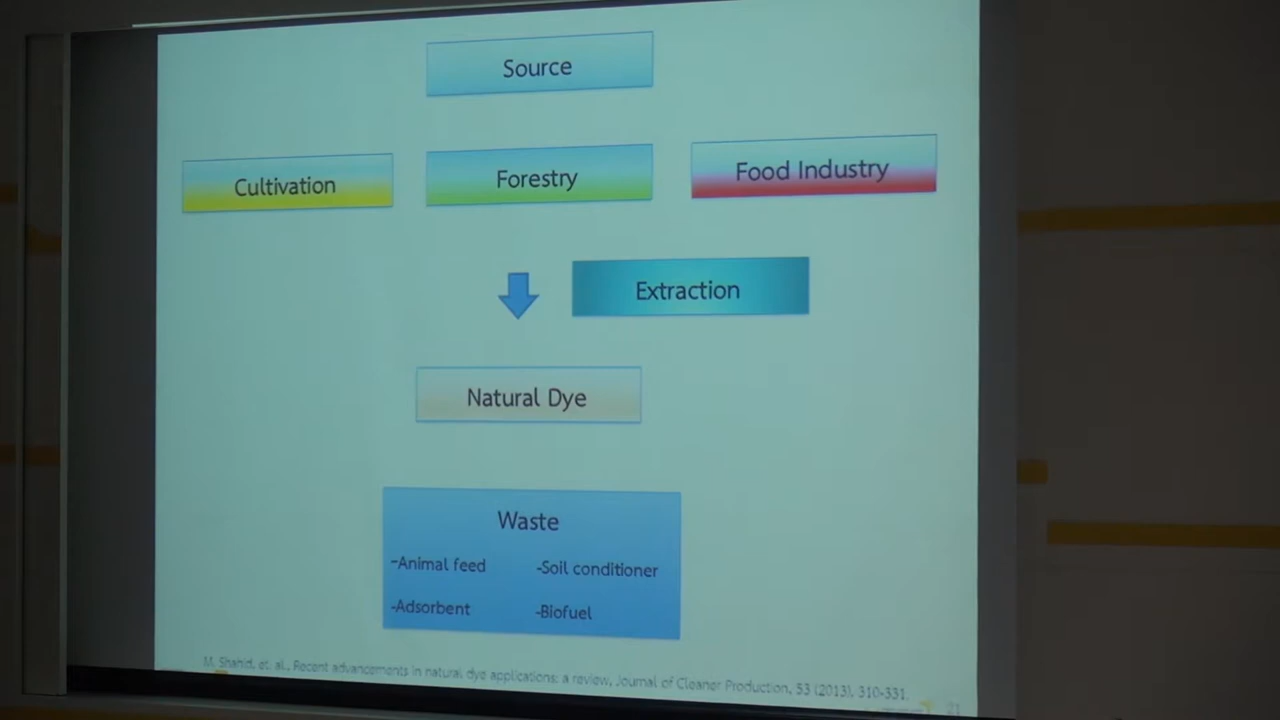 Source
Cultivation
Forestry
Food Industry
Extraction
Natural Dye
Waste
-Animal feed
-Soil conditioner
-Adsorbent
-Biofuel
M. Shahid, et. al., Recent advancements in natural dye applications: a review, Journal of Cleaner Production, 53 (2013), 310-331.
21